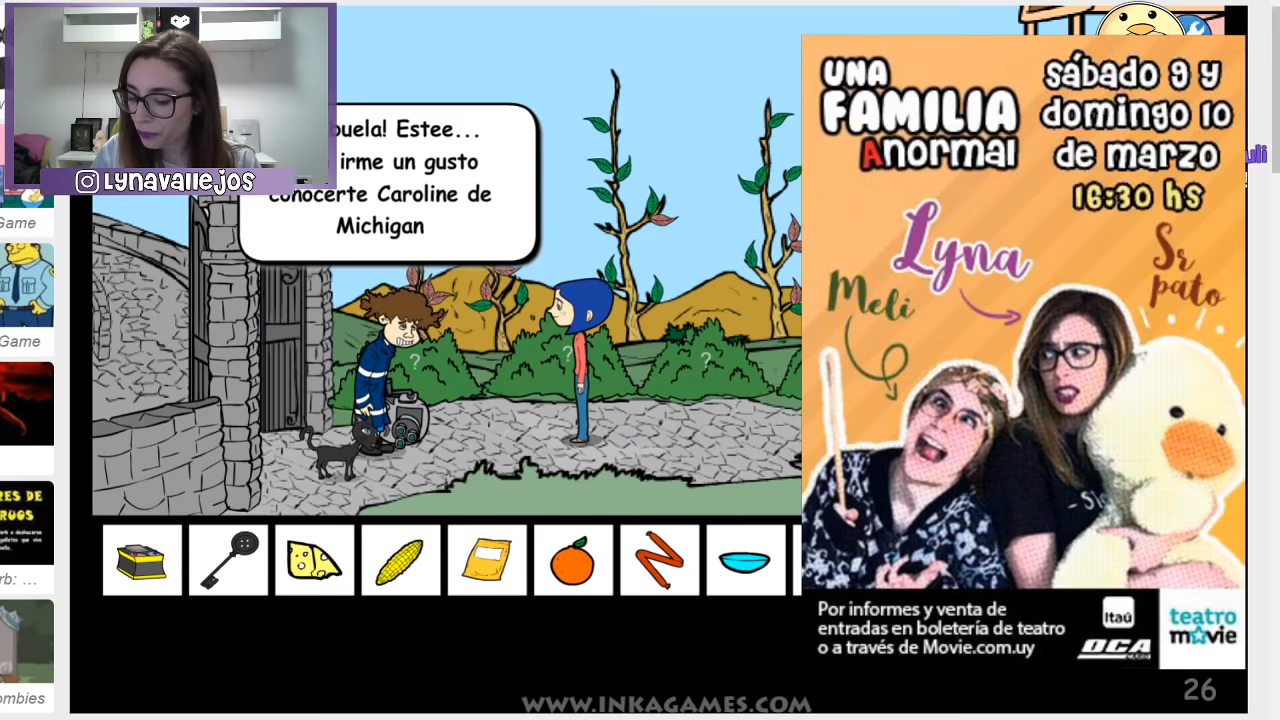 UNA
FAMILIA
Anormal
sábado 9 y
domingo 10
de marzo
16:30 hs
Lyna
Sr
pato
Meli
Estee...
irme un gusto
conocerte Caroline de
Michigan
LYNAVALLEJOS
Game
Game
Por informes y venta de
entradas en boletería de teatro
o a través de Movie.com.uy
Itaú
OCA
teatro
movie
26
WWW.INKAGAMES.COM